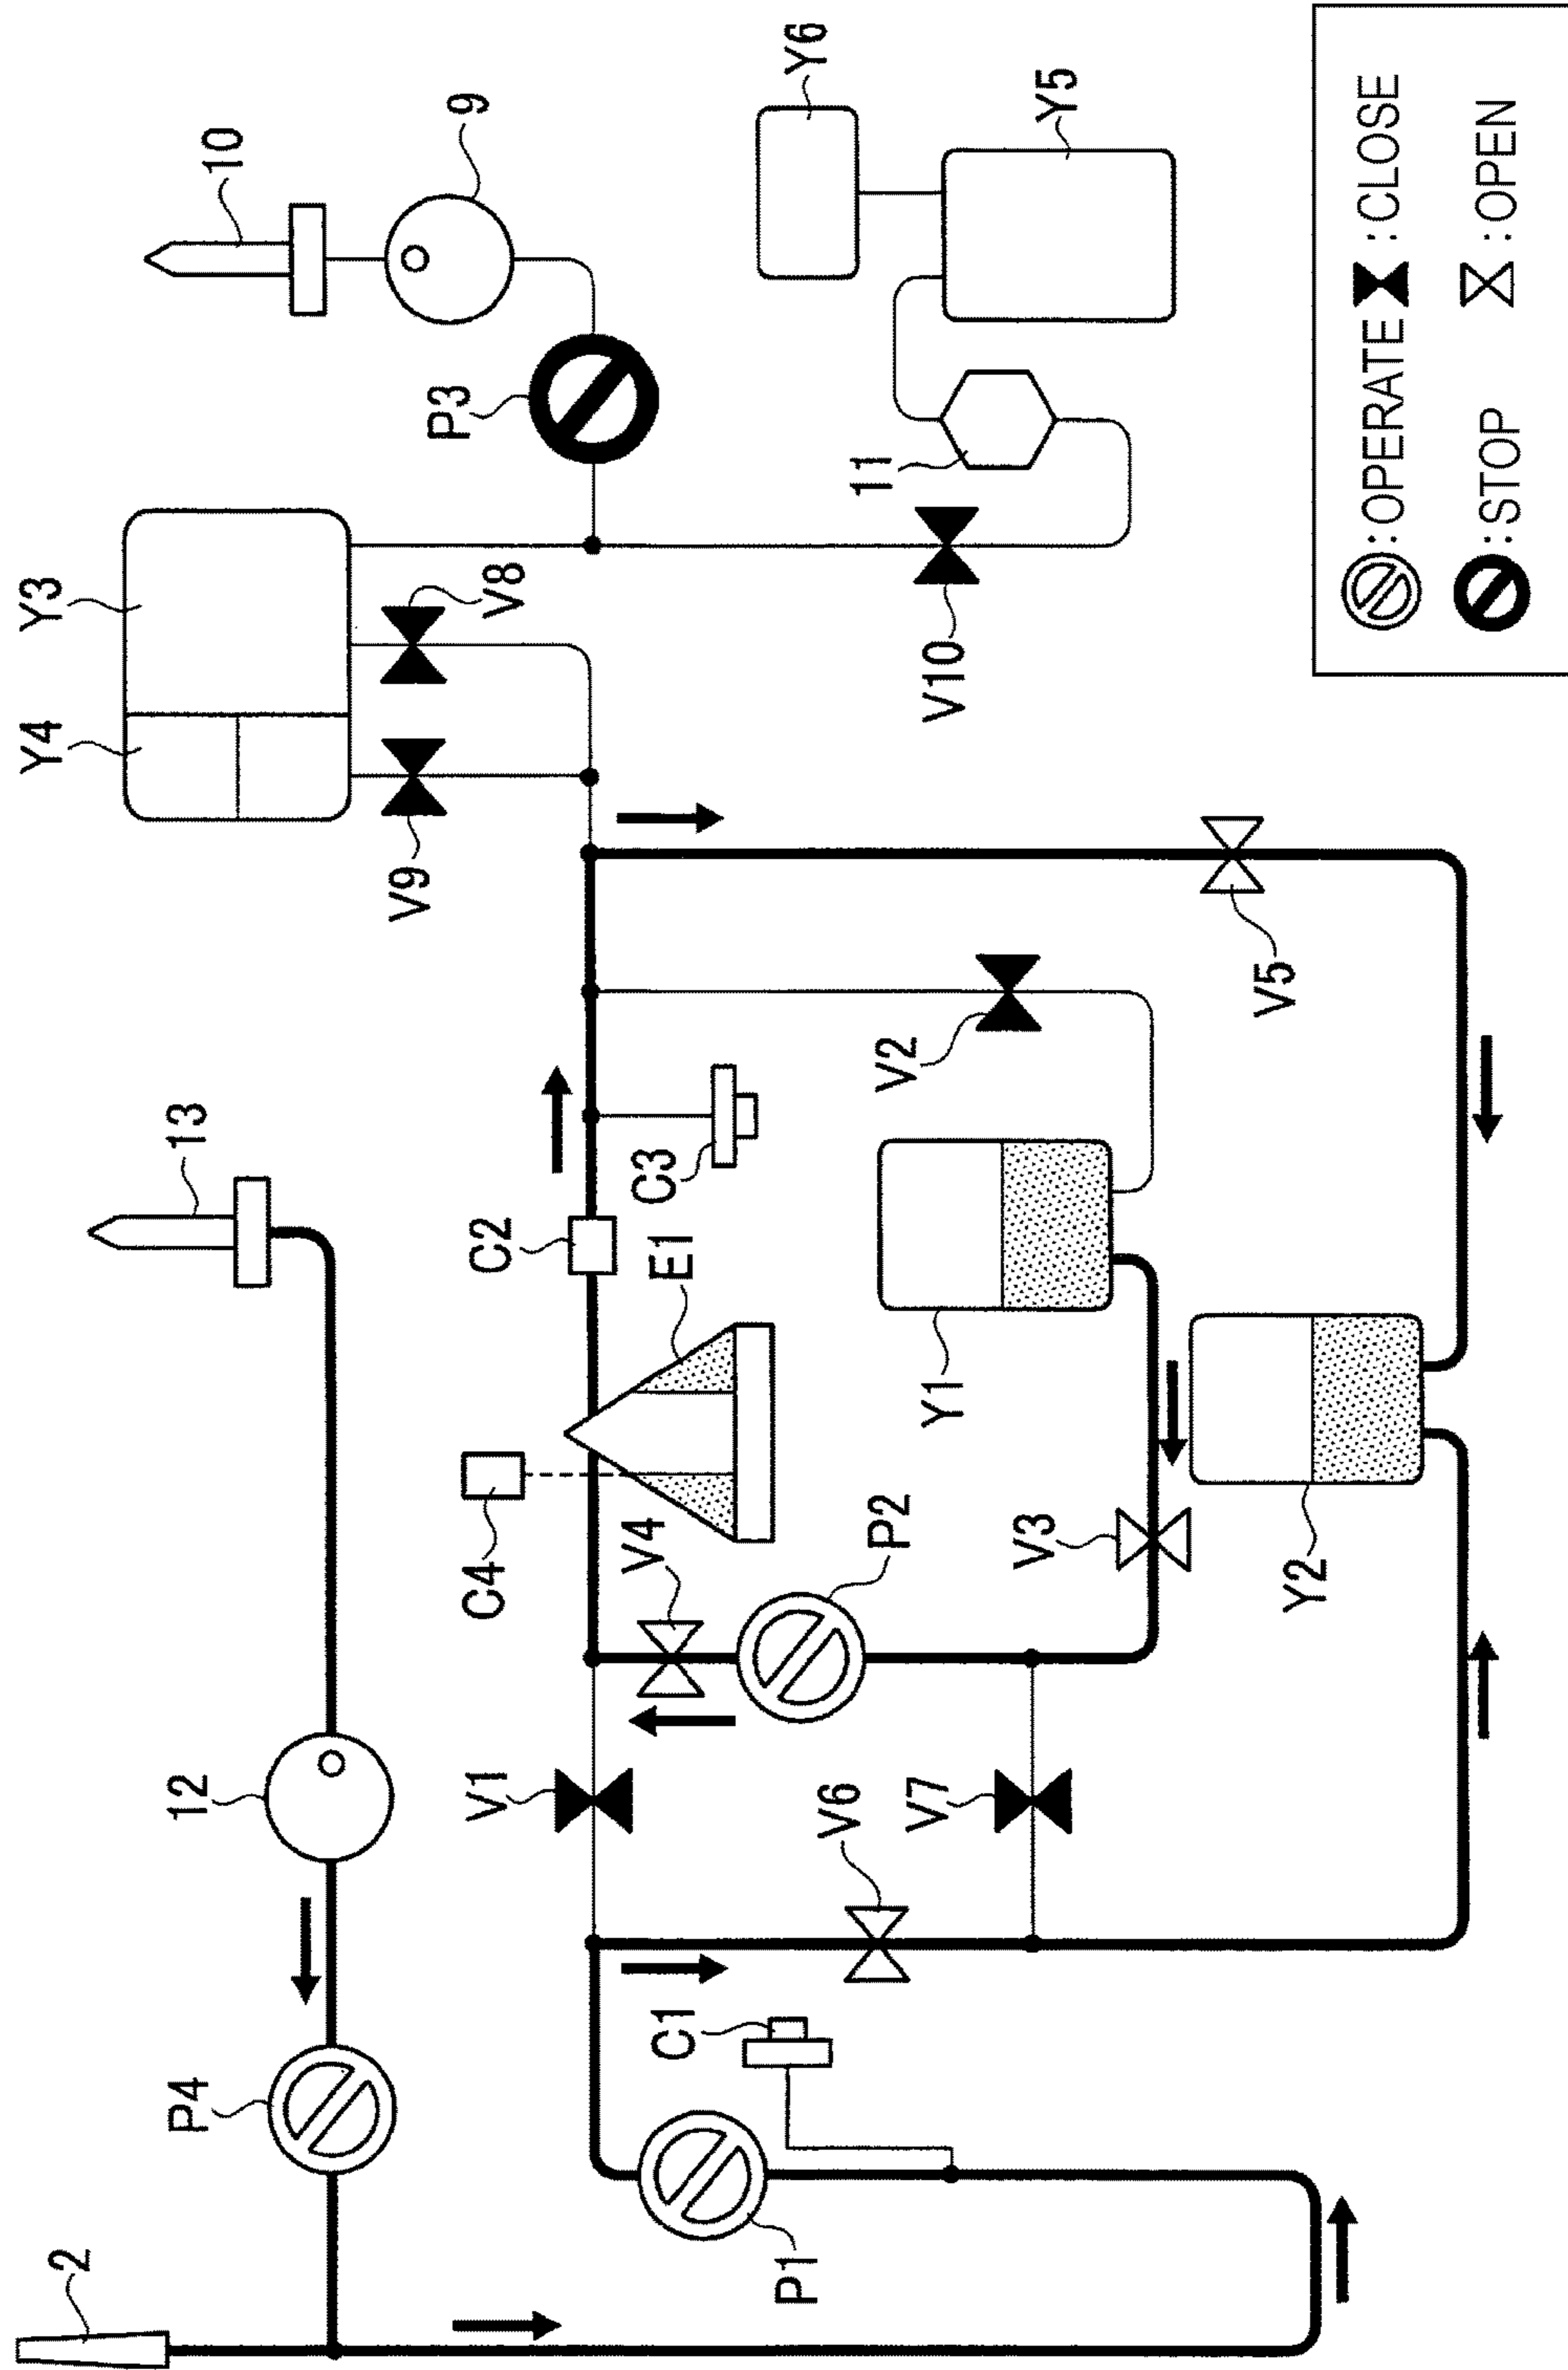 10
9
Y6
Y5
P3
11
Y3
V8
V10
Y4
V9
13
C3
V2
V5
C2
E1
Y1
C4
V4
P2
V3
Y2
12
V1
V6
V7
P4
C1
P1
2
:OPERATE :CLOSE
:STOP :OPEN